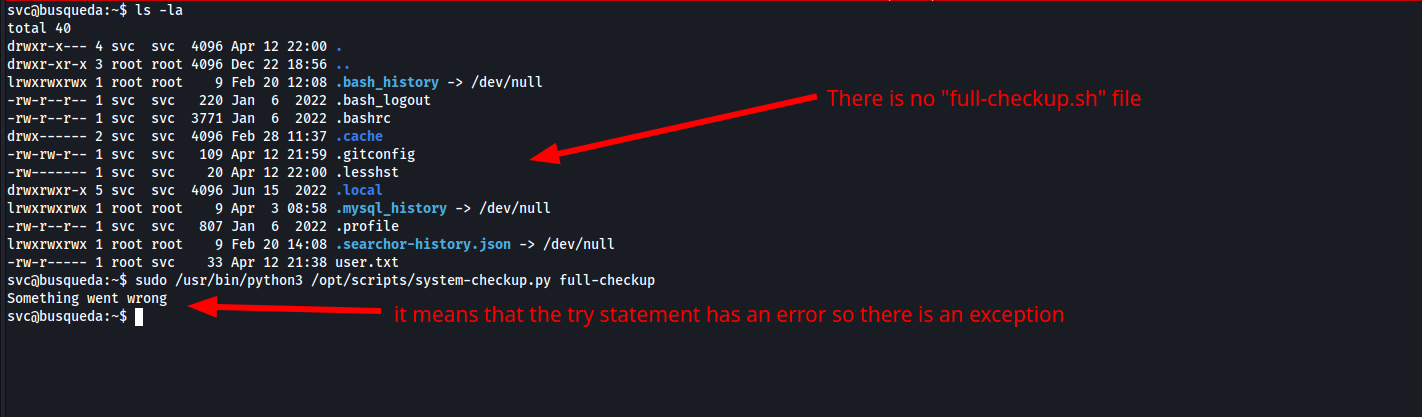 svc@busqueda:~$ ls -la
total 40
drwxr-x--- 4 svc  svc  4096 Apr 12 22:00 .
drwxr-xr-x 3 root root 4096 Dec 22 18:56 ..
lrwxrwxrwx 1 root root    9 Feb 20 12:08 .bash_history -> /dev/null
-rw-r--r-- 1 svc  svc   220 Jan  6  2022 .bash_logout
-rw-r--r-- 1 svc  svc  3771 Jan  6  2022 .bashrc
There is no "full-checkup.sh" file
drwx------ 2 svc  svc  4096 Feb 28 11:37 .cache
-rw-rw-r-- 1 svc  svc   109 Apr 12 21:59 .gitconfig
-rw------- 1 svc  svc    20 Apr 12 22:00 .lesshst
drwxrwxr-x 5 svc  svc  4096 Jun 15  2022 .local
lrwxrwxrwx 1 root root    9 Apr  3 08:58 .mysql_history -> /dev/null
-rw-r--r-- 1 svc  svc   807 Jan  6  2022 .profile
lrwxrwxrwx 1 root root    9 Feb 20 14:08 .searchor-history.json -> /dev/null
-rw-r----- 1 root svc    33 Apr 12 21:38 user.txt
svc@busqueda:~$ sudo /usr/bin/python3 /opt/scripts/system-checkup.py full-checkup
Something went wrong
svc@busqueda:~$
it means that the try statement has an error so there is an exception